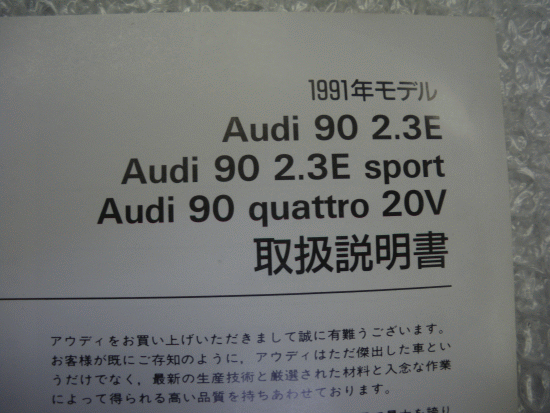 1991年モデル
Audi 90 2.3E
Audi 90 2.3E sport
Audi 90 quattro 20V
取扱説明書
アウディをお買い上げいただきまして誠に有難うございます。
お客様が既にご存知のように，アウディはただ傑出した車とい
うだけでなく，最新の生産技術と厳選された材料と入念な作業
によって得られる高い品質を持ちあわせております。